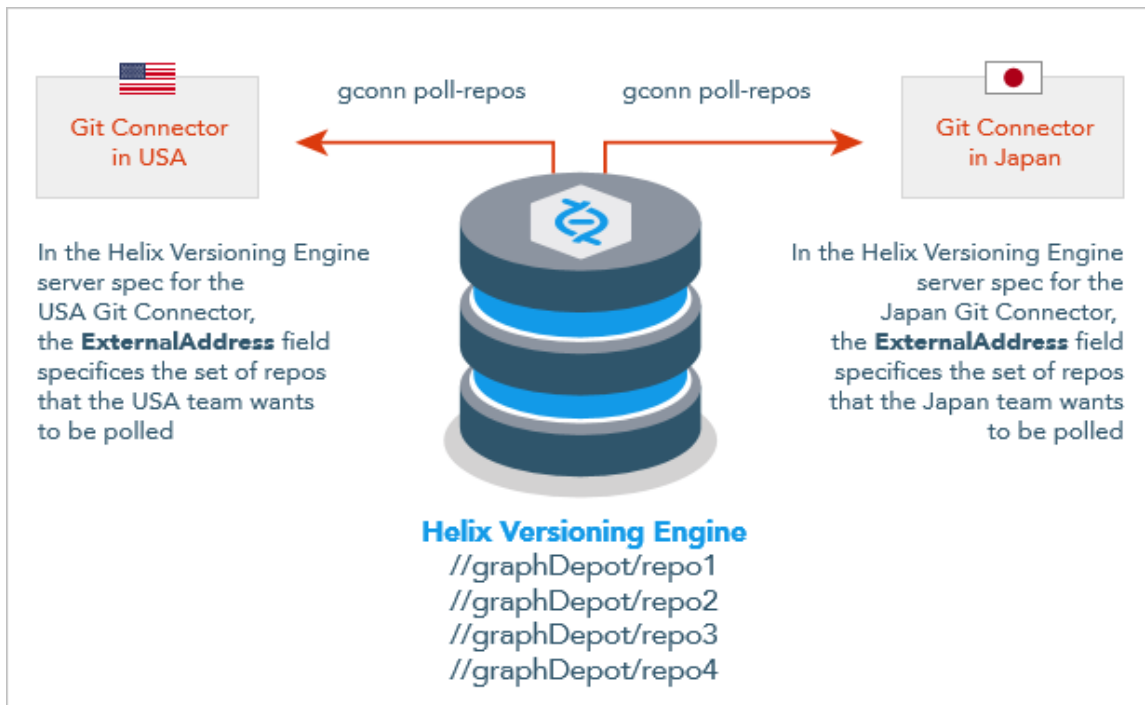 gconn poll-repos
gconn poll-repos
Git Connector
in USA
Git Connector
in Japan
In the Helix Versioning Engine
server spec for the
USA Git Connector,
the ExternalAddress field
specifices the set of repos
that the USA team wants
to be polled
In the Helix Versioning Engine
server spec for the
Japan Git Connector,
the ExternalAddress field
specifices the set of repos
that the Japan team wants
to be polled
Helix Versioning Engine
//graphDepot/repo1
//graphDepot/repo2
//graphDepot/repo3
//graphDepot/repo4